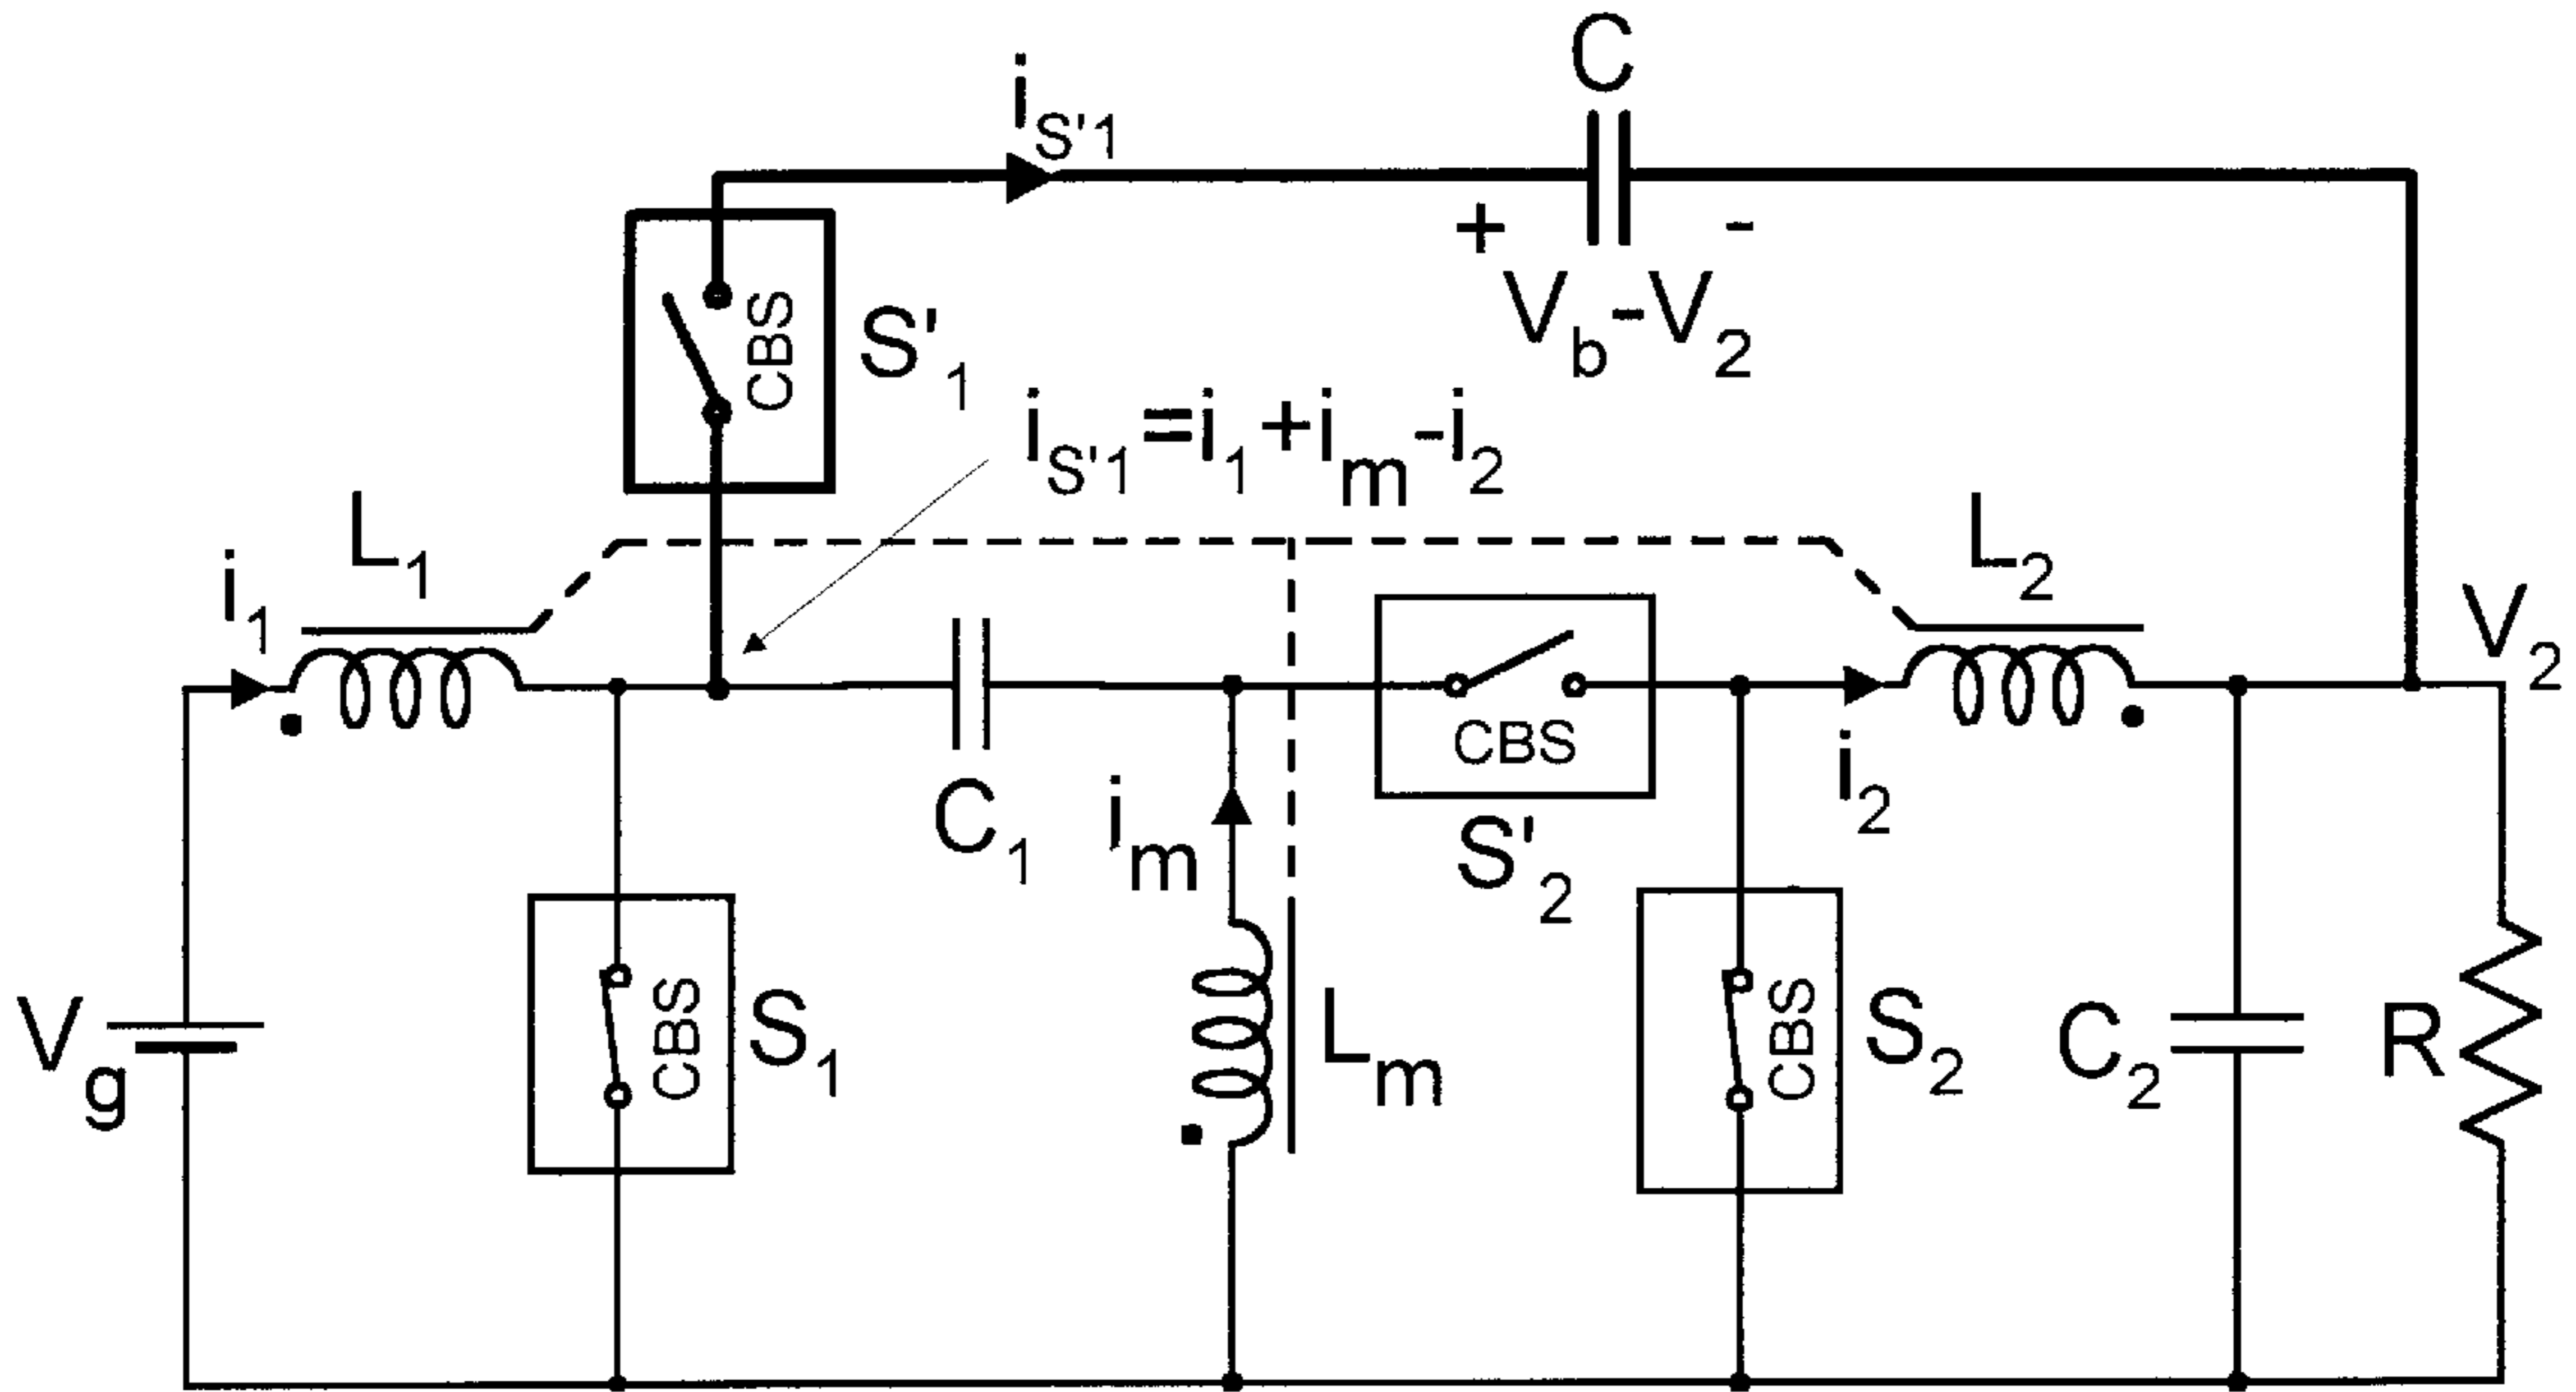 C
i_S'1
+ -
V_b-V_2
CBS
S'_1
i_S'1=i_1+i_m-i_2
L_1
i_1
L_2
V_2
CBS
C_1
i_m
i_2
S'_2
V_g
CBS
S_1
L_m
CBS
S_2
C_2
R